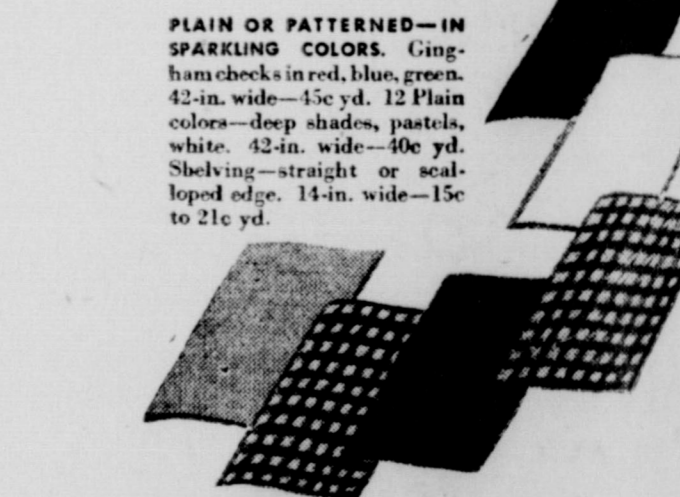 PLAIN OR PATTERNED—IN
SPARKLING COLORS. Ging-
ham checks in red, blue, green.
42-in. wide—45c yd. 12 Plain
colors—deep shades, pastels,
white. 42-in. wide—40c yd.
Shelving—straight or scal-
loped edge. 14-in. wide—15c
to 21c yd.